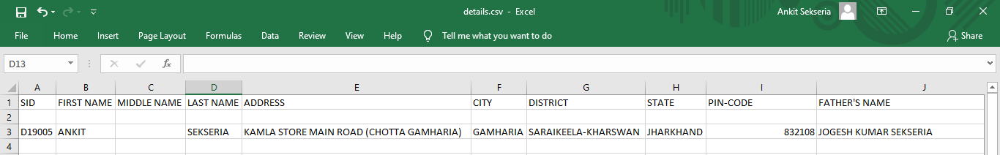 details.csv - Excel
Ankit Sekseria
File Home Insert Page Layout Formulas Data Review View Help Tell me what you want to do Share
D13 fx
A B C D E F G H I J
1 SID FIRST NAME MIDDLE NAME LAST NAME ADDRESS CITY DISTRICT STATE PIN-CODE FATHER'S NAME
2
3 D19005 ANKIT SEKSERIA KAMLA STORE MAIN ROAD (CHOTTA GAMHARIA) GAMHARIA SARAIKEELA-KHARSWAN JHARKHAND 832108 JOGESH KUMAR SEKSERIA
4